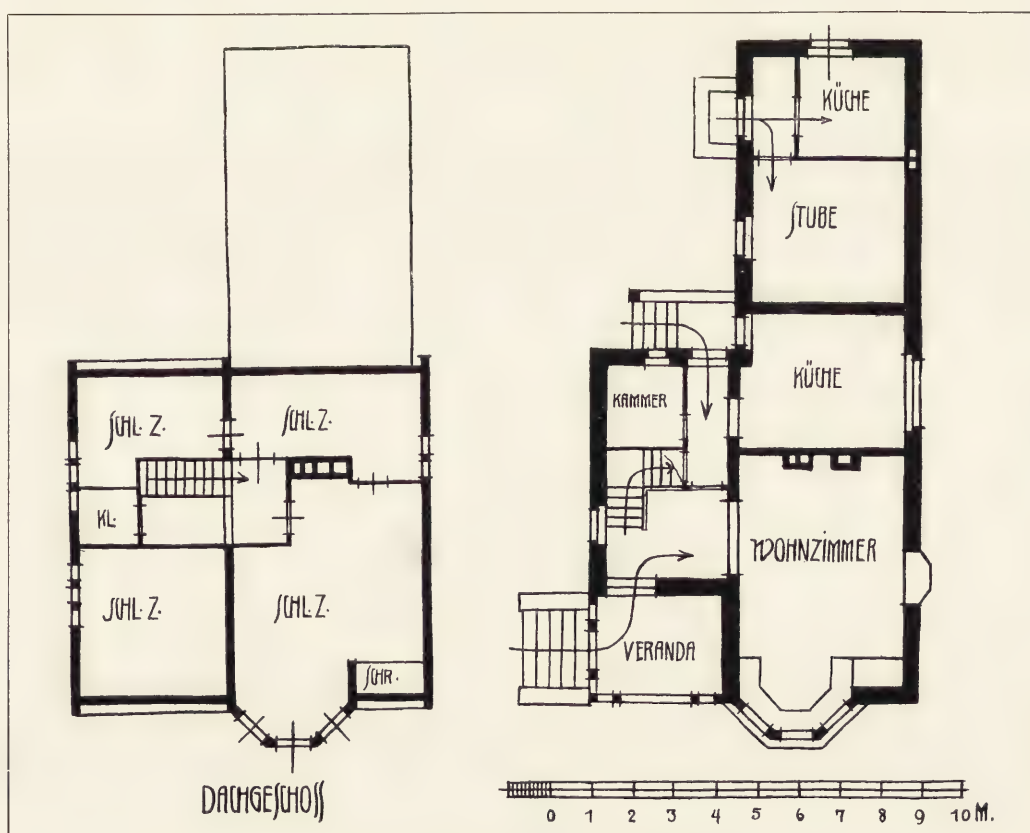 SCHL. Z.
SCHL. Z.
KL.
SCHL. Z.
SCHL. Z.
SCHR.
DACHGESCHOSS
KÜCHE
STUBE
KÜCHE
KAMMER
WOHNZIMMER
VERANDA
0 1 2 3 4 5 6 7 8 9 10 M.